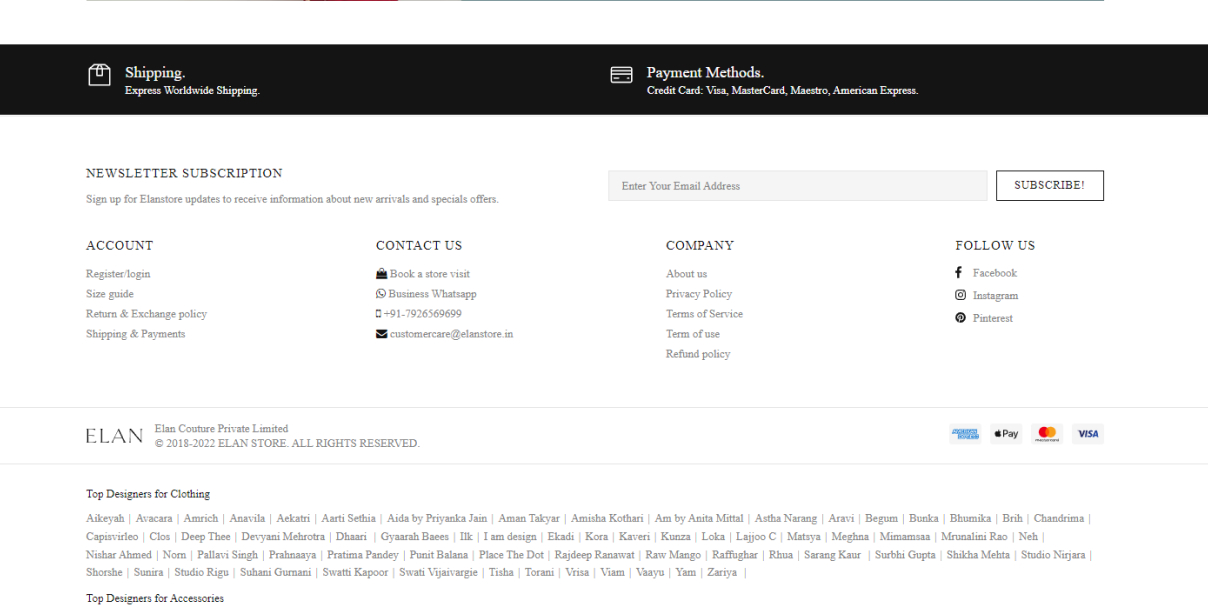 Shipping.
Express Worldwide Shipping.
Payment Methods.
Credit Card: Visa, MasterCard, Maestro, American Express.
NEWSLETTER SUBSCRIPTION
Sign up for Elanstore updates to receive information about new arrivals and specials offers.
Enter Your Email Address
SUBSCRIBE!
ACCOUNT
Register/login
Size guide
Return & Exchange policy
Shipping & Payments
CONTACT US
Book a store visit
Business Whatsapp
+91-7926569699
customercare@elanstore.in
COMPANY
About us
Privacy Policy
Terms of Service
Term of use
Refund policy
FOLLOW US
Facebook
Instagram
Pinterest
ELAN
Elan Couture Private Limited
© 2018-2022 ELAN STORE. ALL RIGHTS RESERVED.
AMERICAN EXPRESS
Pay
mastercard
VISA
Top Designers for Clothing
Aikeyah | Avacara | Amrich | Anavila | Aekatri | Aarti Sethia | Aida by Priyanka Jain | Aman Takyar | Amisha Kothari | Am by Anita Mittal | Astha Narang | Aravi | Begum | Bunka | Bhumika | Brih | Chandrima |
Capisvirleo | Clos | Deep Thee | Devyani Mehrotra | Dhaari | Gyaarah Baees | Ilk | I am design | Ekadi | Kora | Kaveri | Kunza | Loka | Lajjoo C | Matsya | Meghna | Mimamsaa | Mrunalini Rao | Neh |
Nishar Ahmed | Nom | Pallavi Singh | Prahnaaya | Pratima Pandey | Punit Balana | Place The Dot | Rajdeep Ranawat | Raw Mango | Raffughar | Rhua | Sarang Kaur | Surbhi Gupta | Shikha Mehta | Studio Nirjara |
Shorshe | Sunira | Studio Rigu | Suhani Gurnani | Swatti Kapoor | Swati Vijaivargie | Tisha | Torani | Vrisa | Viam | Vaayu | Yam | Zariya |
Top Designers for Accessories